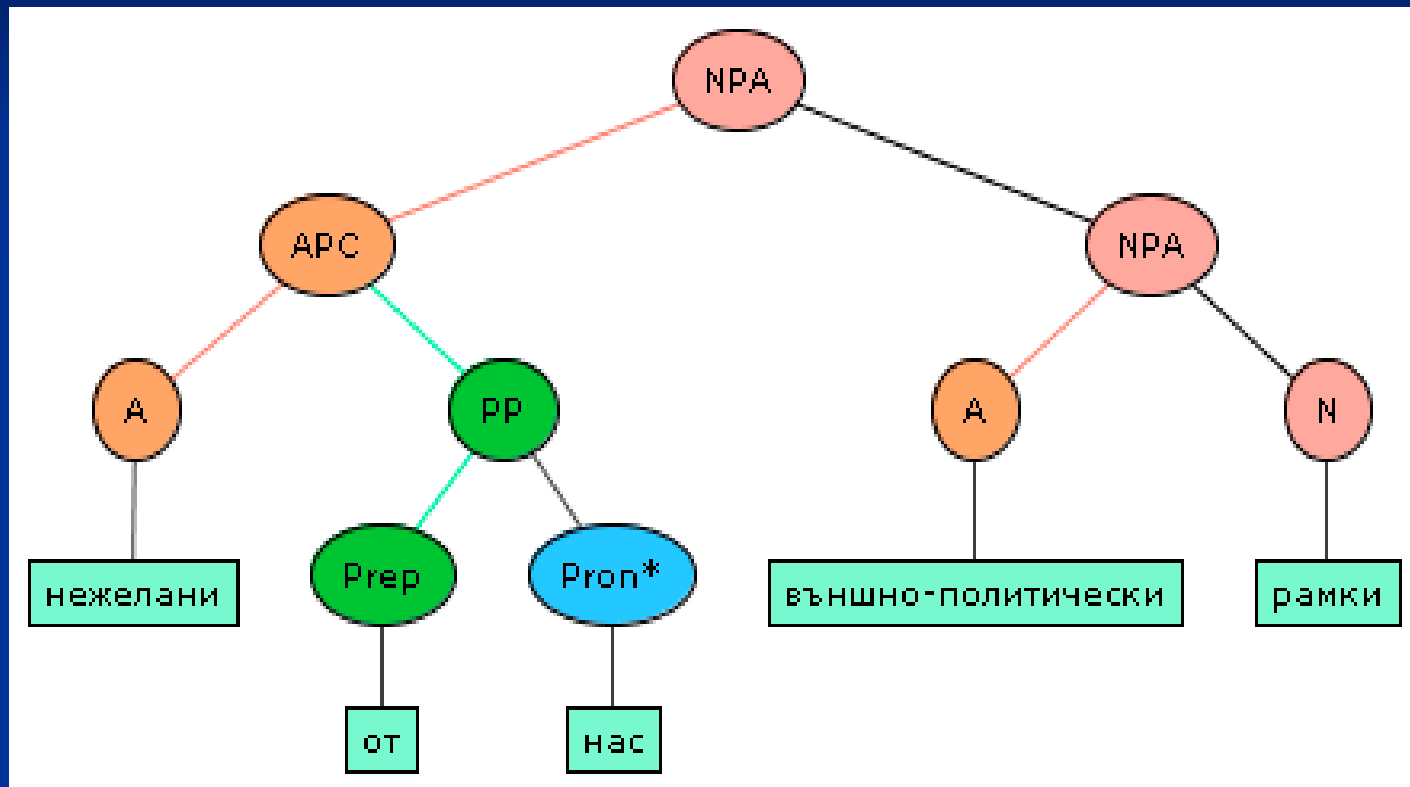 NPA
APC NPA
A PP A N
нежелани Prep Pron* външно-политически рамки
от нас